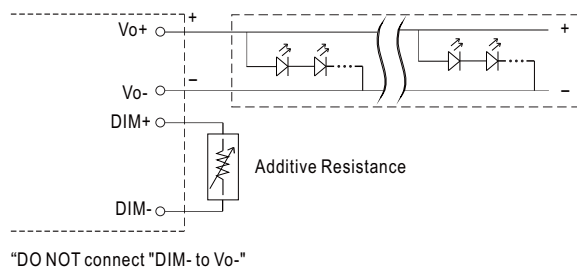 Vo+
+
+
Vo-
−
−
DIM+
Additive Resistance
DIM-
“DO NOT connect "DIM- to Vo-"